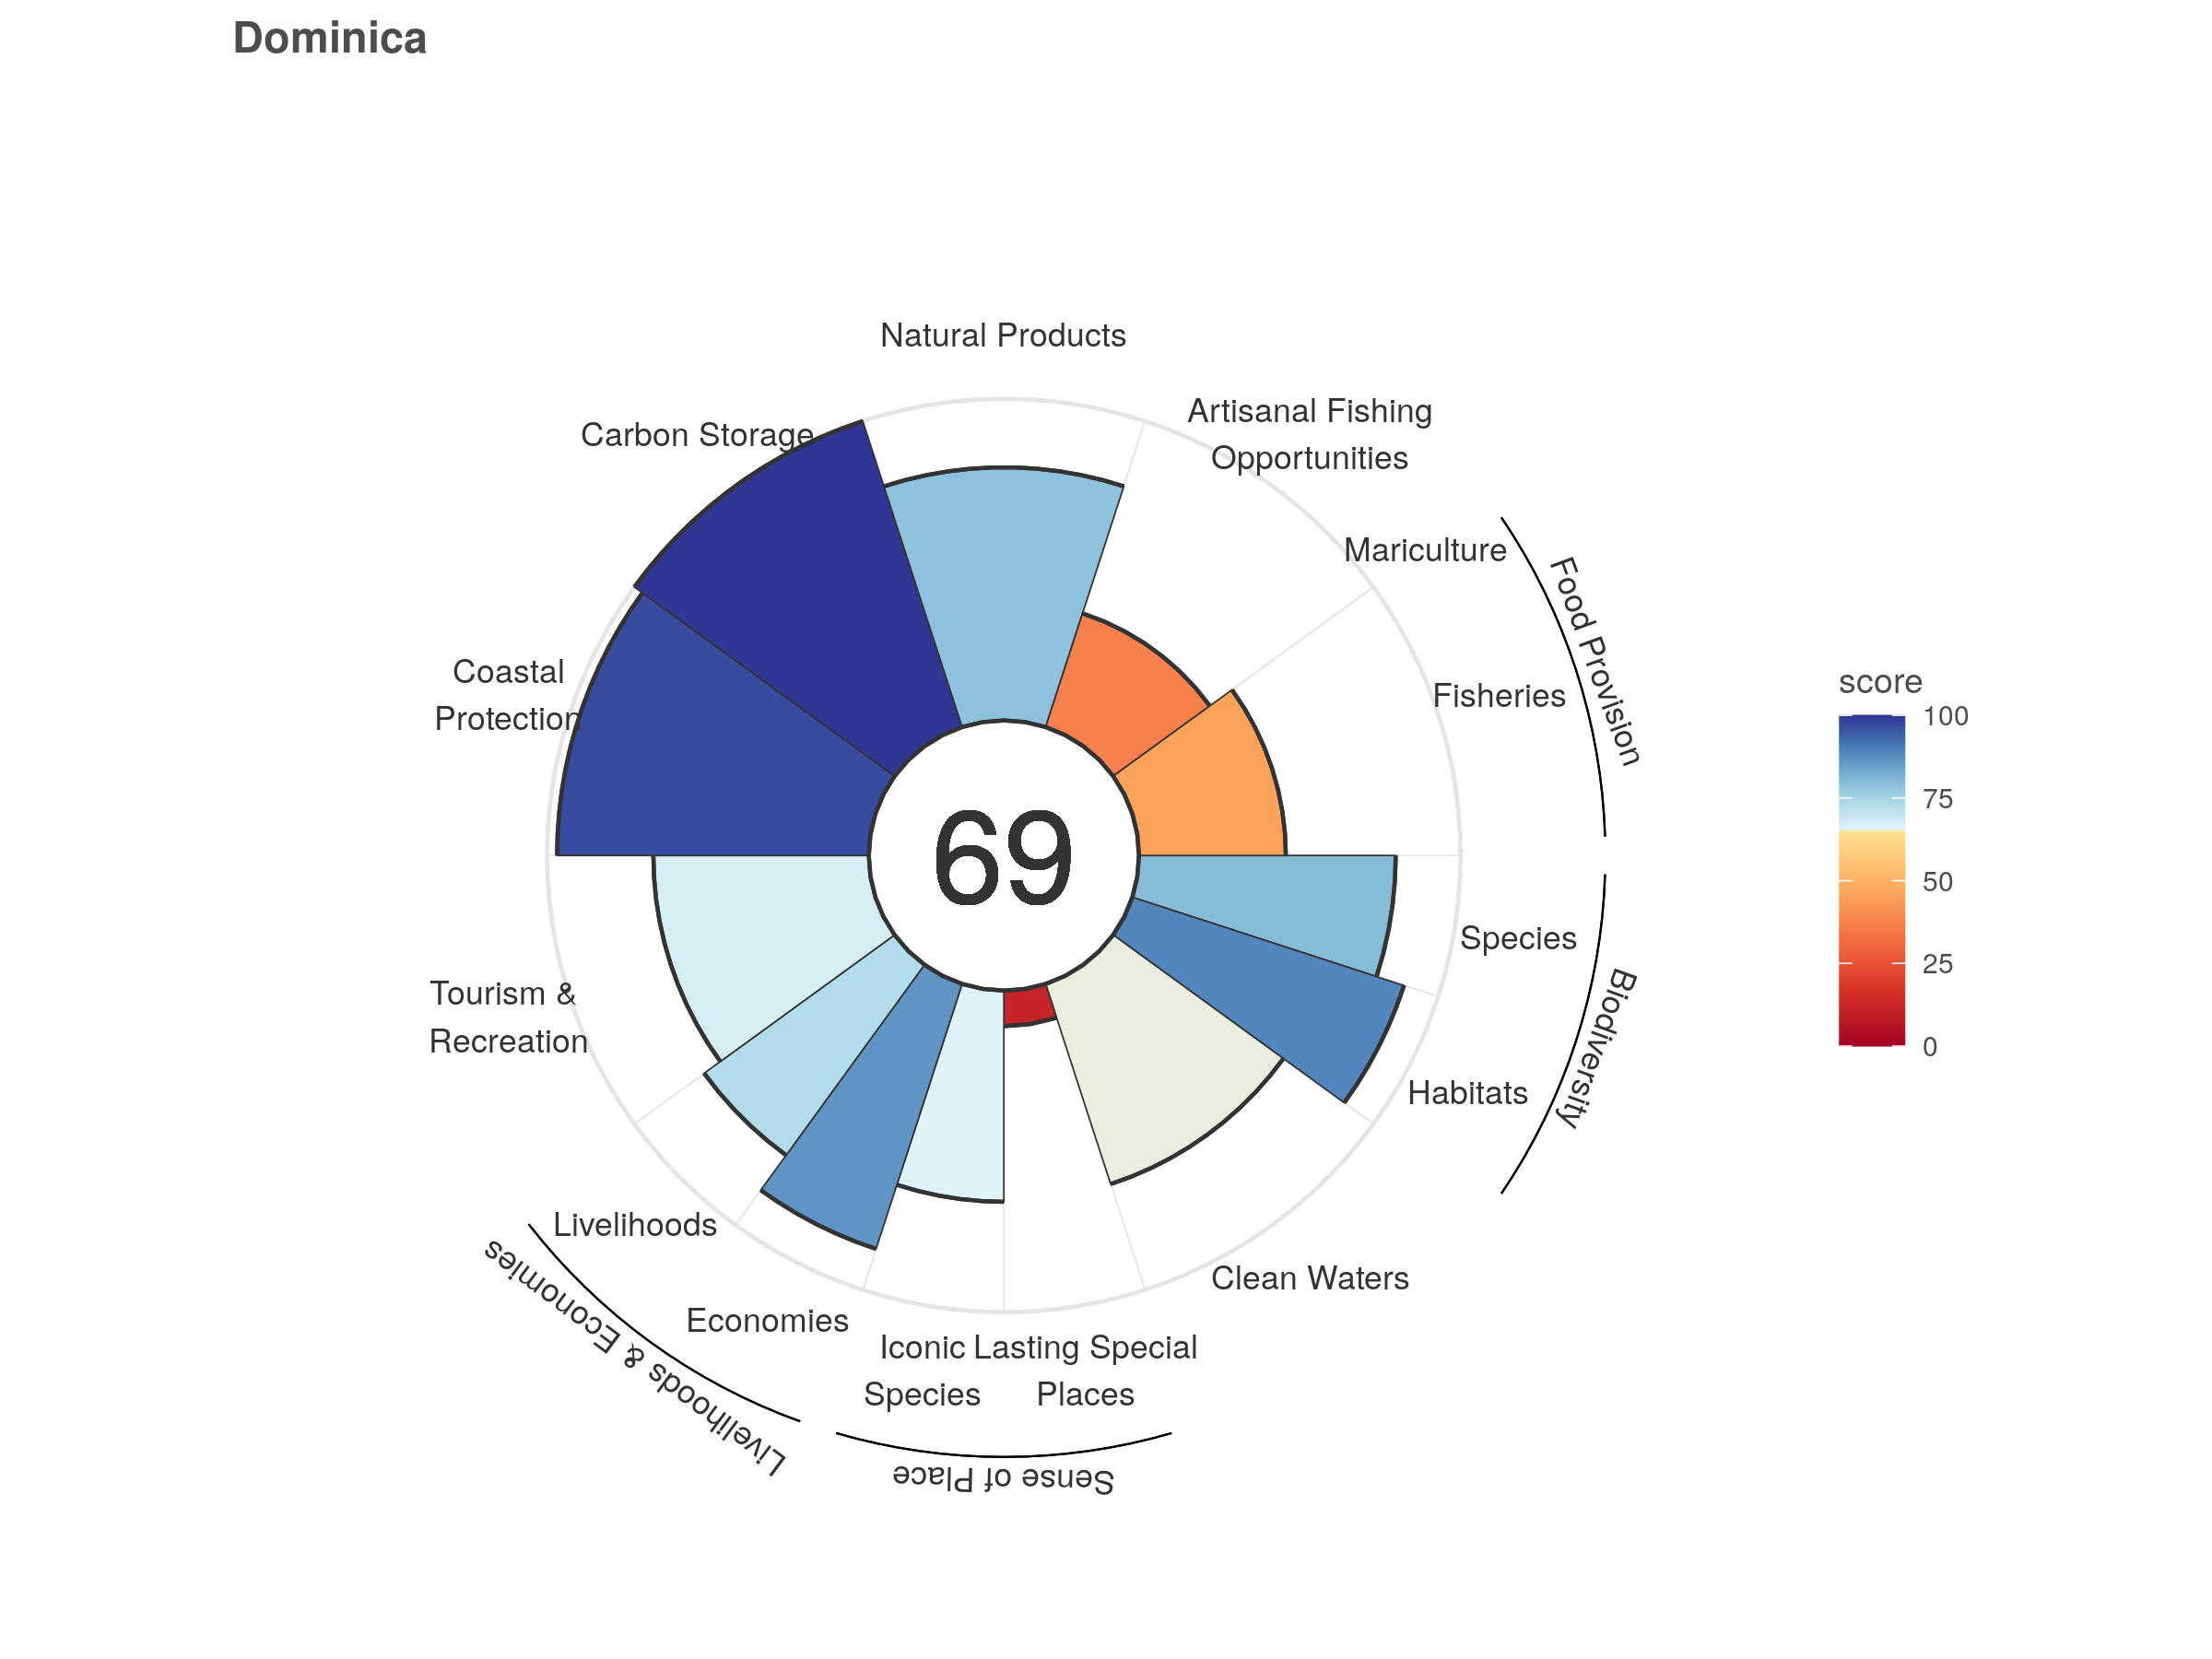 Dominica
Natural Products
Artisanal Fishing
Opportunities
Carbon Storage
Mariculture
Food Provision
Fisheries
Coastal
Protection
score
100
75
50
25
0
69
Species
Biodiversity
Tourism &
Recreation
Habitats
Livelihoods
Clean Waters
Economies
Livelihoods & Economies
Iconic
Species
Lasting Special
Places
Sense of Place